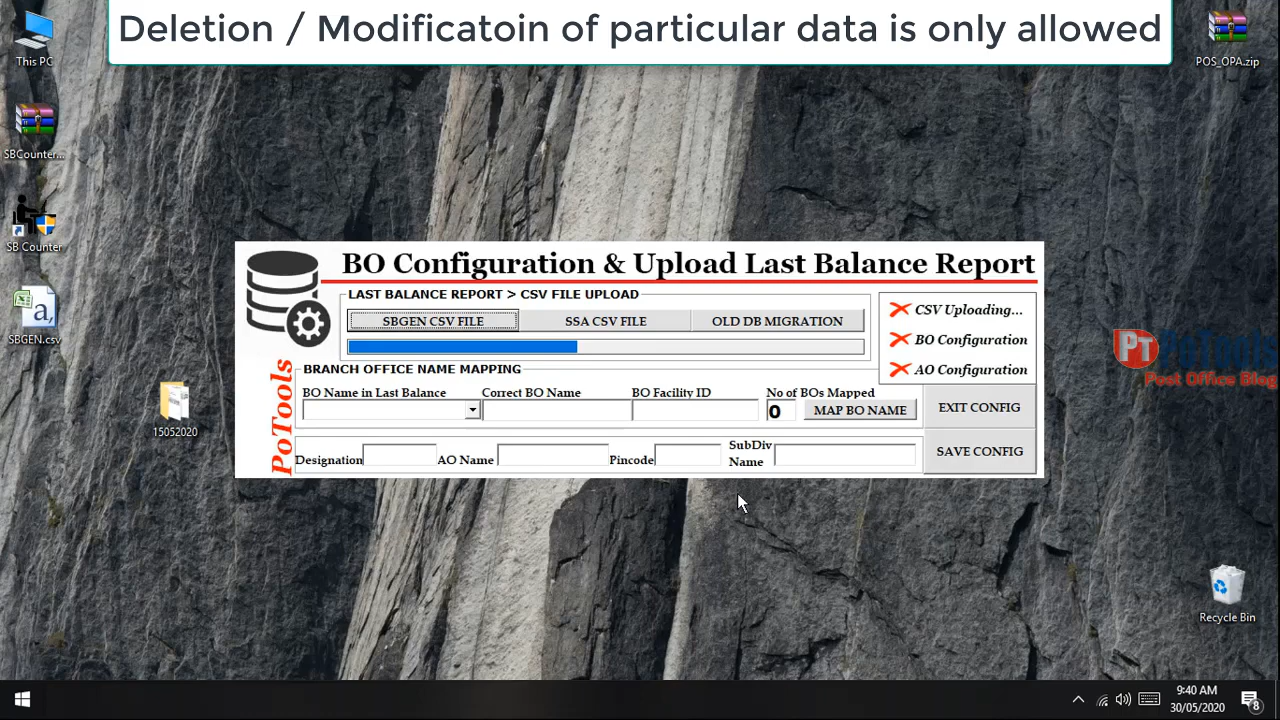 Deletion / Modificatoin of particular data is only allowed
This PC
POS_OPA.zip
SBCounter...
SB Counter
SBGEN.csv
15052020
BO Configuration & Upload Last Balance Report
LAST BALANCE REPORT > CSV FILE UPLOAD
SBGEN CSV FILE
SSA CSV FILE
OLD DB MIGRATION
CSV Uploading...
BO Configuration
AO Configuration
BRANCH OFFICE NAME MAPPING
BO Name in Last Balance
Correct BO Name
BO Facility ID
No of BOs Mapped
0
MAP BO NAME
EXIT CONFIG
Designation
AO Name
Pincode
SubDiv
Name
SAVE CONFIG
PoTools
PT PoTools
Post Office Blog
Recycle Bin
9:40 AM
30/05/2020
8